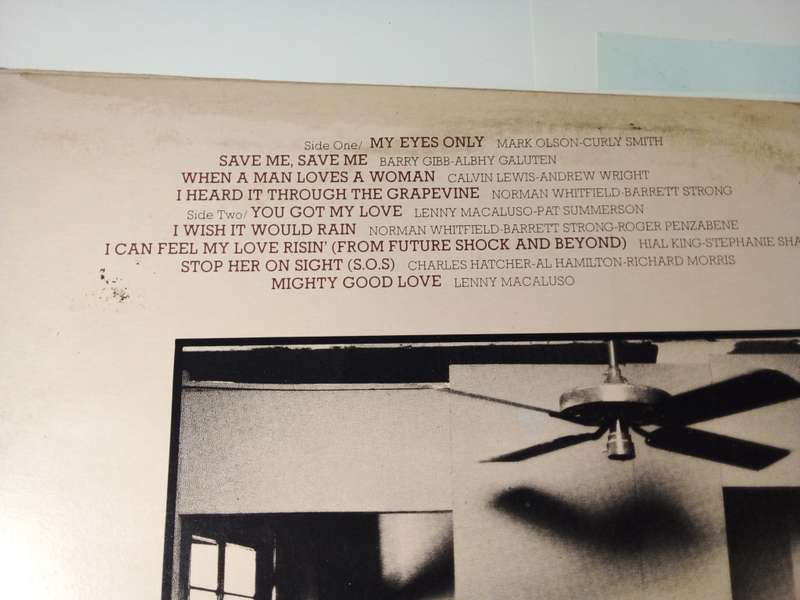 Side One/ MY EYES ONLY MARK OLSON-CURLY SMITH
SAVE ME, SAVE ME BARRY GIBB-ALBHY GALUTEN
WHEN A MAN LOVES A WOMAN CALVIN LEWIS-ANDREW WRIGHT
I HEARD IT THROUGH THE GRAPEVINE NORMAN WHITFIELD-BARRETT STRONG
Side Two/ YOU GOT MY LOVE LENNY MACALUSO-PAT SUMMERSON
I WISH IT WOULD RAIN NORMAN WHITFIELD-BARRETT STRONG-ROGER PENZABENE
I CAN FEEL MY LOVE RISIN' (FROM FUTURE SHOCK AND BEYOND) HIAL KING-STEPHANIE
STOP HER ON SIGHT (S.O.S) CHARLES HATCHER-AL HAMILTON-RICHARD MORRIS
MIGHTY GOOD LOVE LENNY MACALUSO